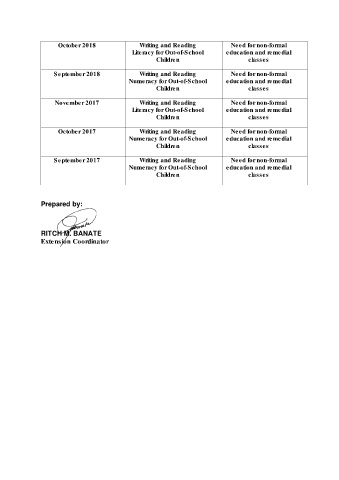 October 2018 Writing and Reading Need for non-formal
Literacy for Out-of-School education and remedial
Children classes
September 2018 Writing and Reading Need for non-formal
Numeracy for Out-of-School education and remedial
Children classes
November 2017 Writing and Reading Need for non-formal
Literacy for Out-of-School education and remedial
Children classes
October 2017 Writing and Reading Need for non-formal
Numeracy for Out-of-School education and remedial
Children classes
September 2017 Writing and Reading Need for non-formal
Numeracy for Out-of-School education and remedial
Children classes
Prepared by:
RITCH M. BANATE
Extension Coordinator